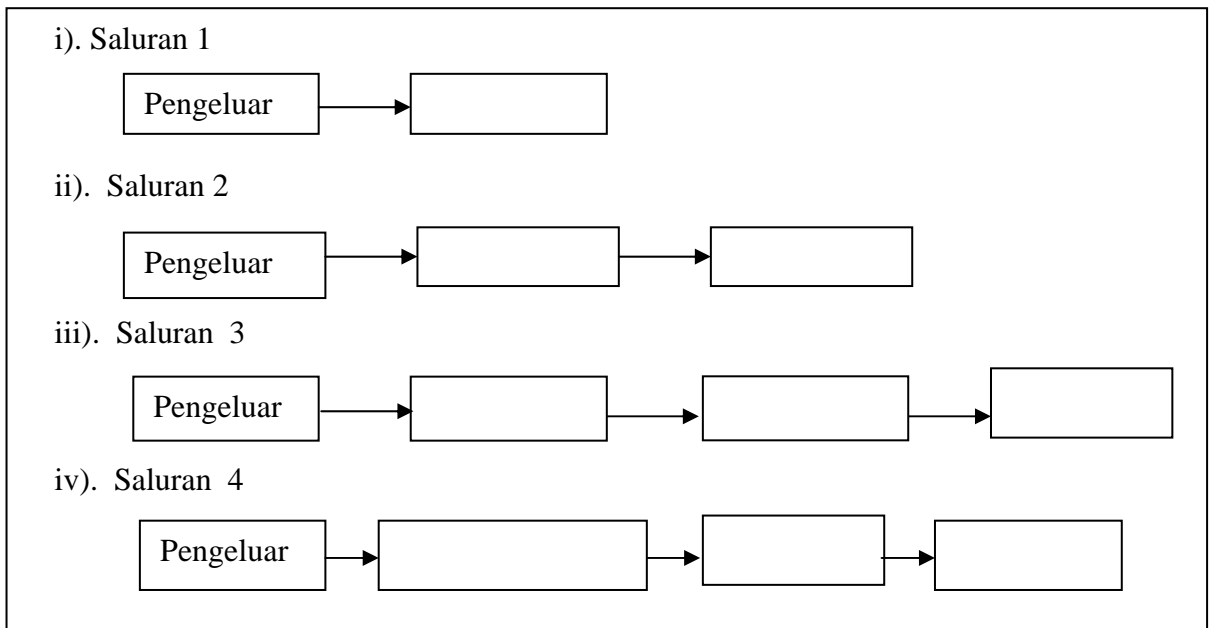 i). Saluran 1
Pengeluar
ii). Saluran 2
Pengeluar
iii). Saluran 3
Pengeluar
iv). Saluran 4
Pengeluar